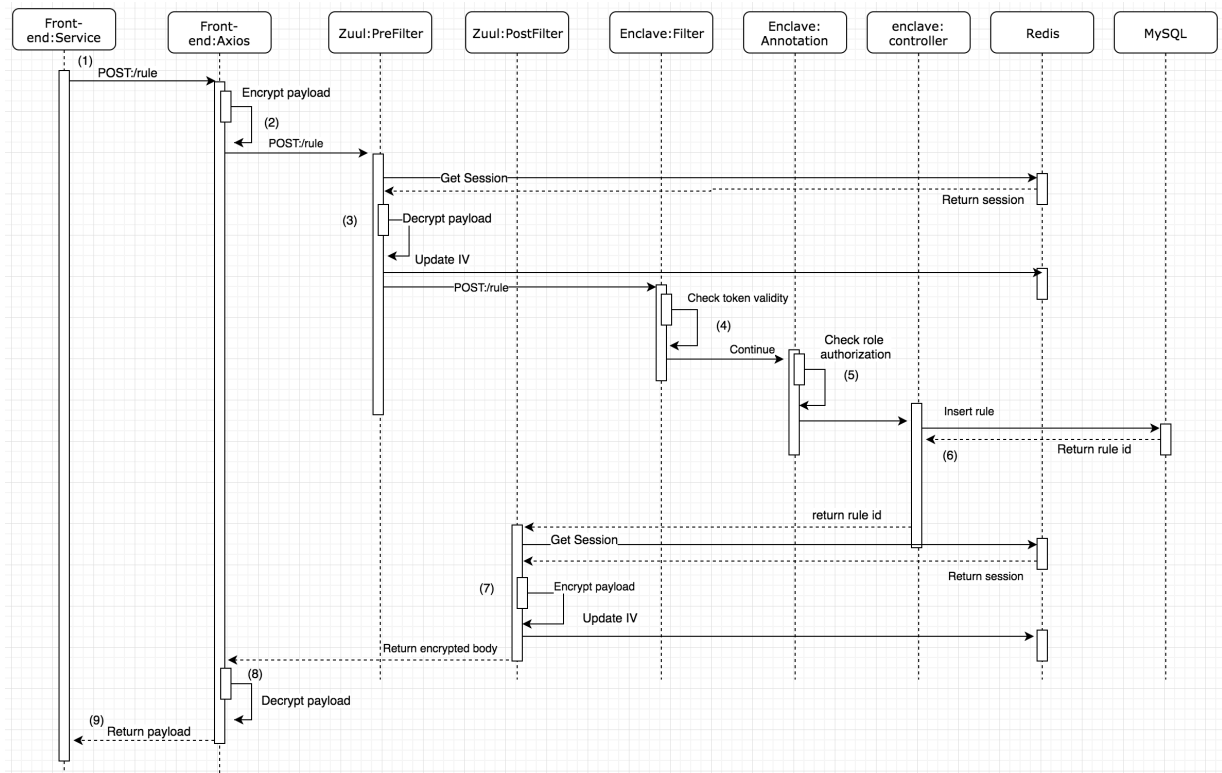 Front-
end:Service
Front-
end:Axios
Zuul:PreFilter
Zuul:PostFilter
Enclave:Filter
Enclave:
Annotation
enclave:
controller
Redis
MySQL
(1)
POST:/rule
Encrypt payload
(2)
POST:/rule
Get Session
Return session
(3)
Decrypt payload
Update IV
POST:/rule
Check token validity
(4)
Continue
Check role
authorization
(5)
Insert rule
Return rule id
(6)
return rule id
Get Session
Return session
(7)
Encrypt payload
Update IV
Return encrypted body
(8)
Decrypt payload
(9)
Return payload